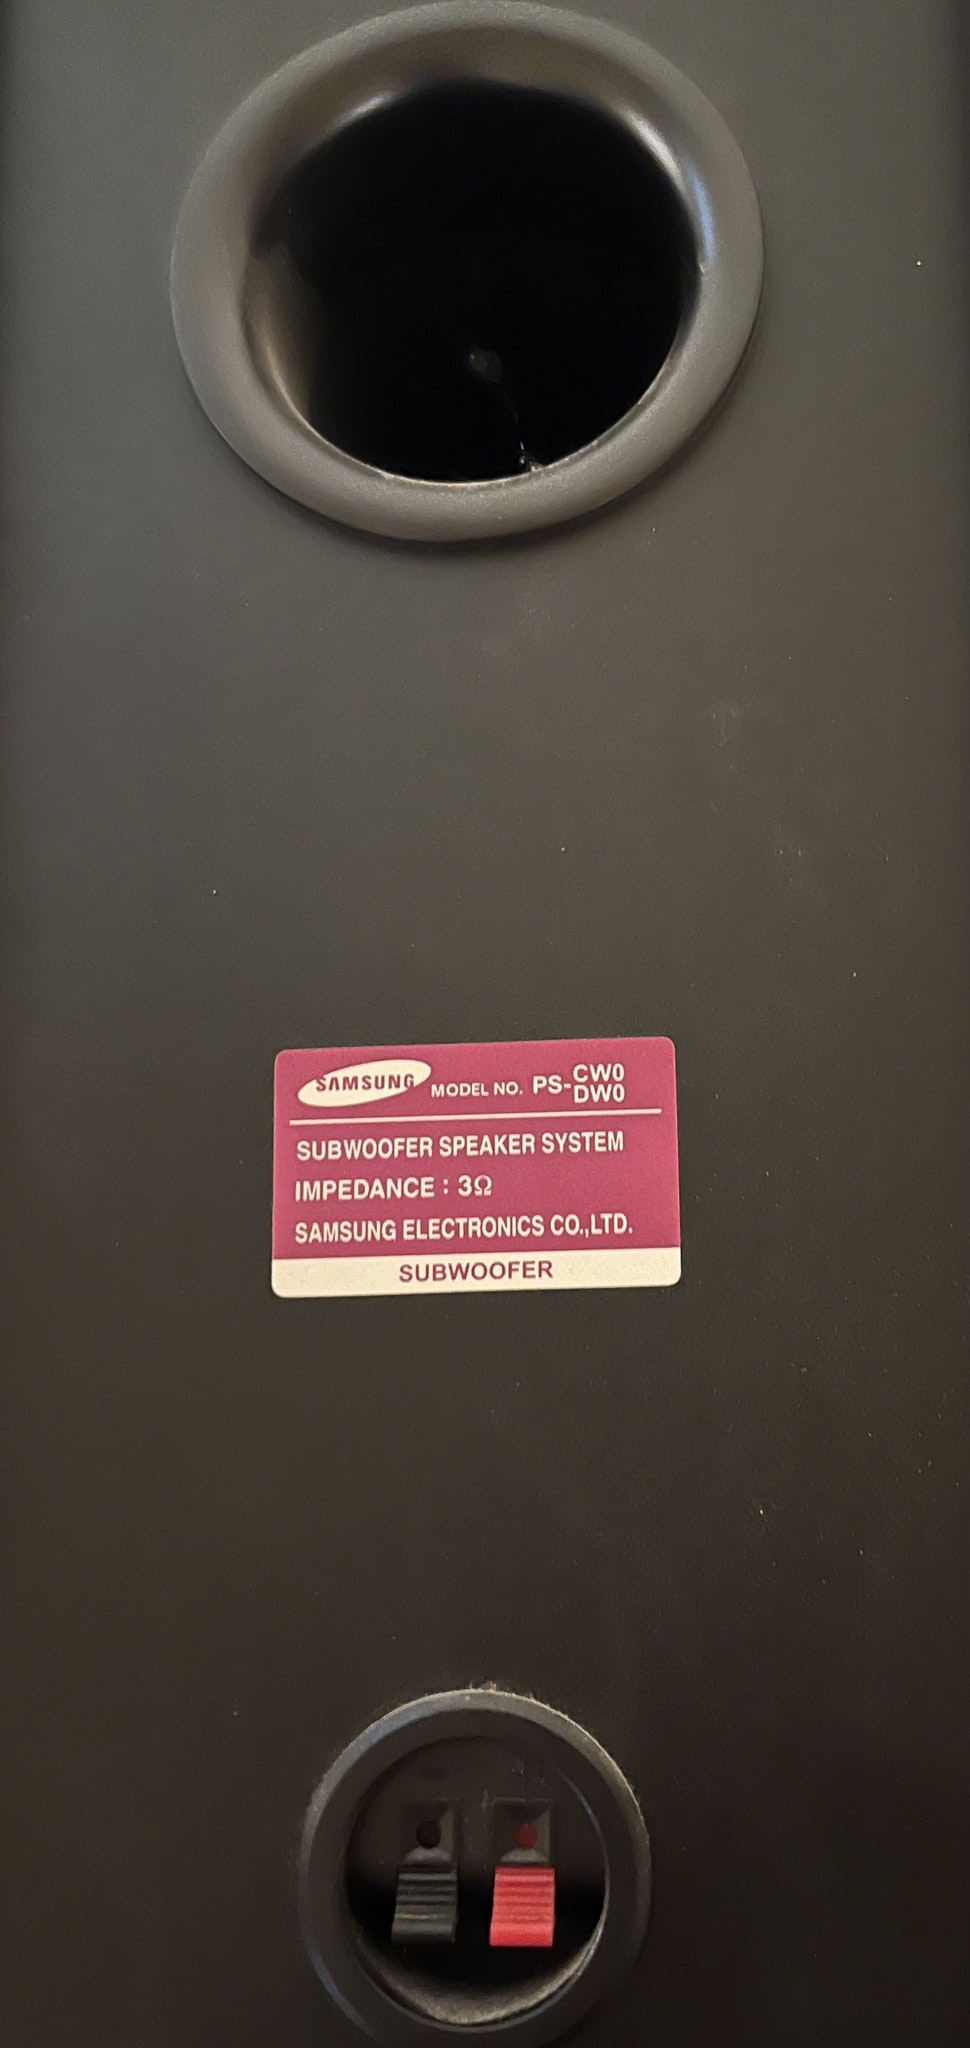 SAMSUNG MODEL NO. PS-CW0
DW0
SUBWOOFER SPEAKER SYSTEM
IMPEDANCE : 3Ω
SAMSUNG ELECTRONICS CO.,LTD.
SUBWOOFER